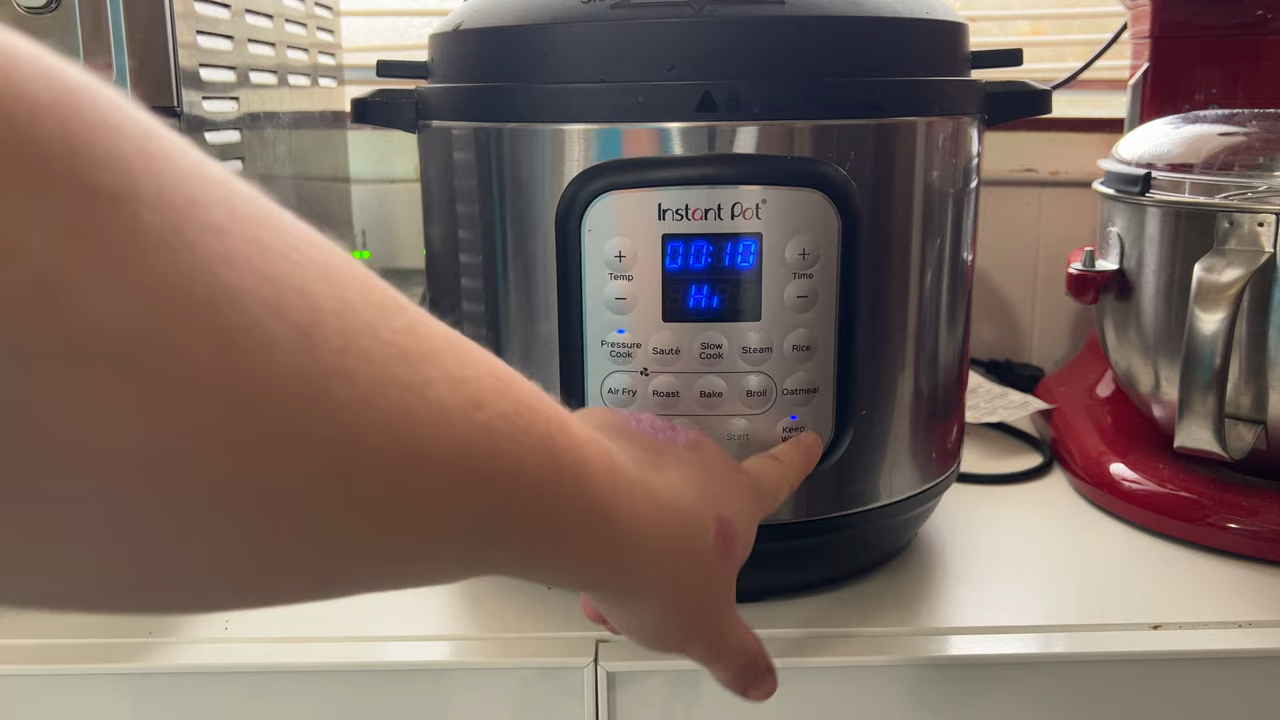 Instant Pot®
00:10
Hi
+
Temp
−
+
Time
−
Pressure Cook
Sauté
Slow Cook
Steam
Rice
Air Fry
Roast
Bake
Broil
Oatmeal
Start
Keep